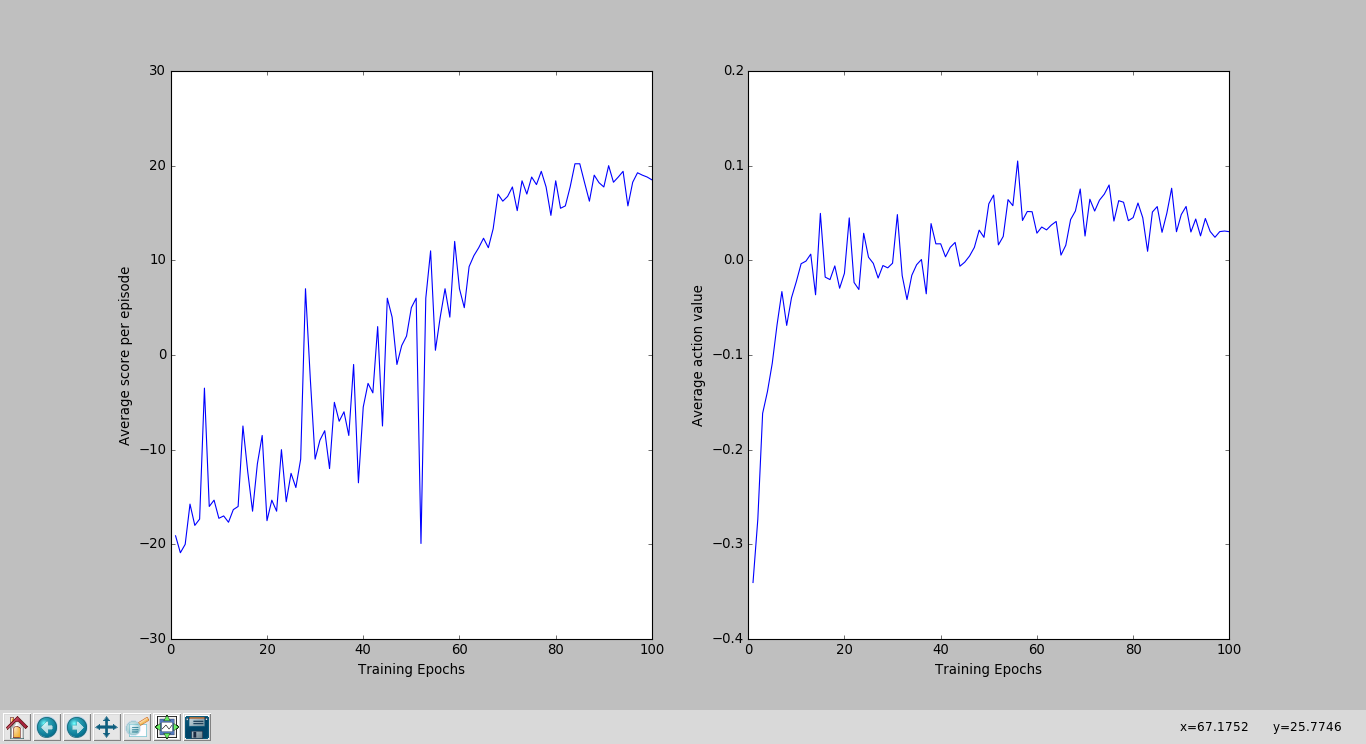 30
20
10
0
−10
−20
−30
0 20 40 60 80 100
Average score per episode
Training Epochs
0.2
0.1
0.0
−0.1
−0.2
−0.3
−0.4
0 20 40 60 80 100
Average action value
Training Epochs
x=67.1752 y=25.7746